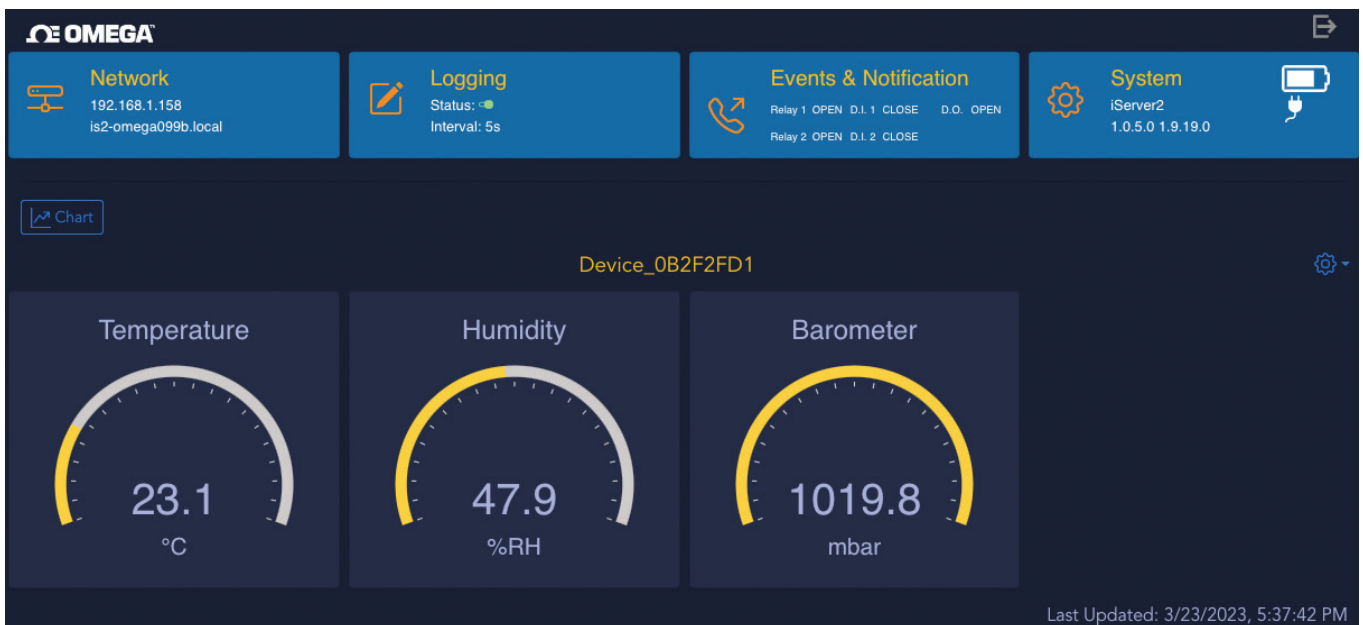 ΩE OMEGA™
Network
192.168.1.158
is2-omega099b.local
Logging
Status:
Interval: 5s
Events & Notification
Relay 1 OPEN D.I. 1 CLOSE D.O. OPEN
Relay 2 OPEN D.I. 2 CLOSE
System
iServer2
1.0.5.0 1.9.19.0
Chart
Device_0B2F2FD1
Temperature
23.1
°C
Humidity
47.9
%RH
Barometer
1019.8
mbar
Last Updated: 3/23/2023, 5:37:42 PM